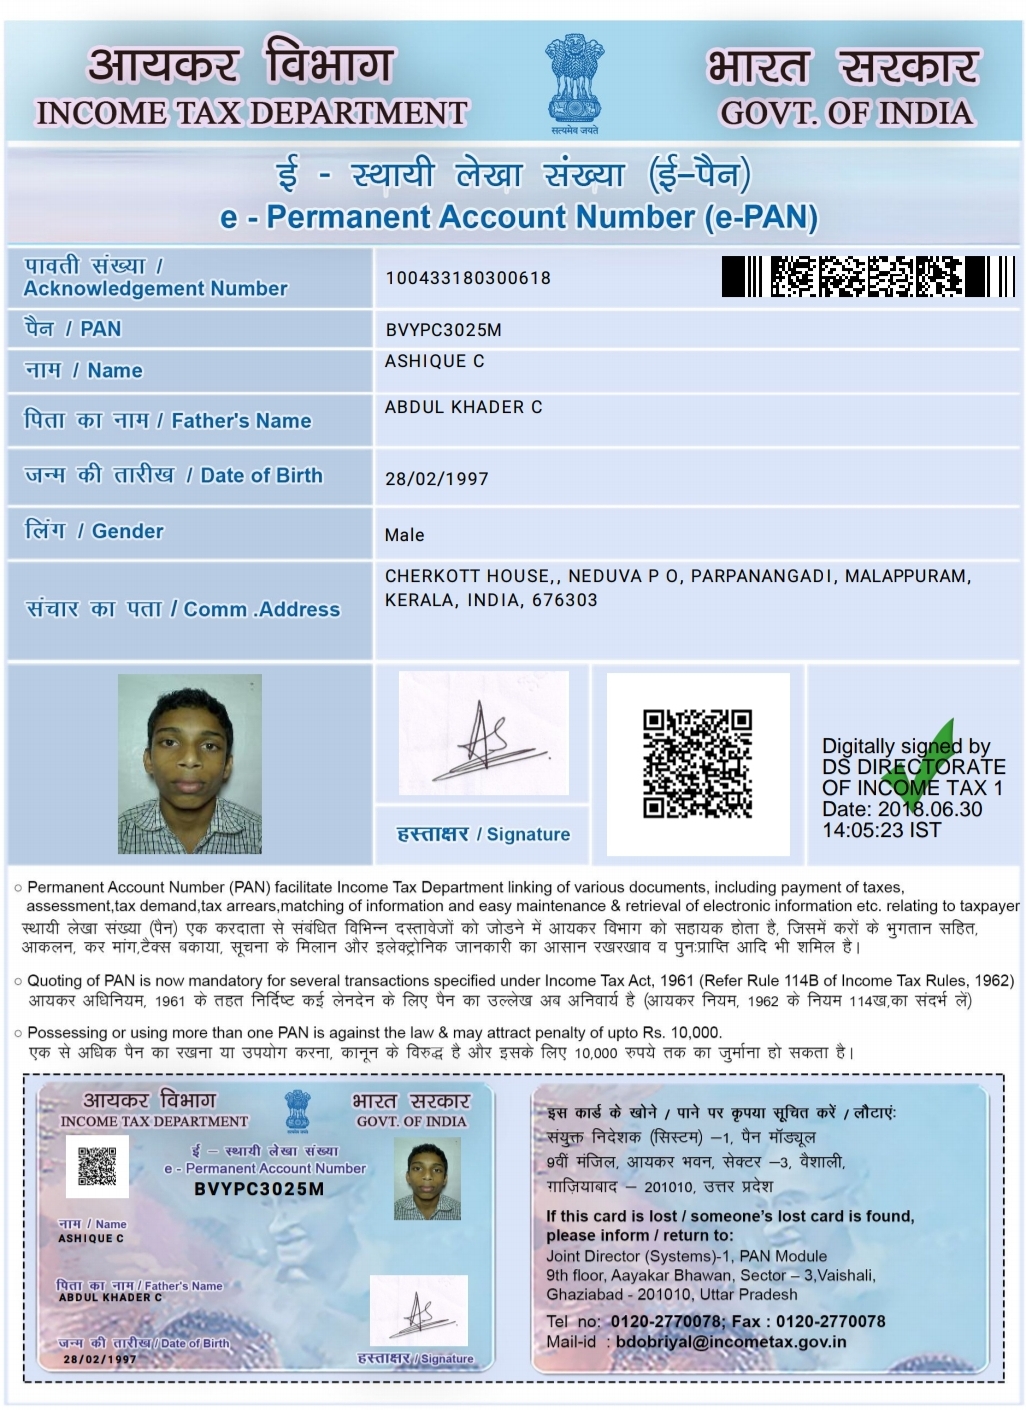 आयकर विभाग
INCOME TAX DEPARTMENT
सत्यमेव जयते
भारत सरकार
GOVT. OF INDIA
ई - स्थायी लेखा संख्या (ई–पैन)
e - Permanent Account Number (e-PAN)
पावती संख्या /
Acknowledgement Number
100433180300618
पैन / PAN
BVYPC3025M
नाम / Name
ASHIQUE C
पिता का नाम / Father's Name
ABDUL KHADER C
जन्म की तारीख / Date of Birth
28/02/1997
लिंग / Gender
Male
संचार का पता / Comm .Address
CHERKOTT HOUSE,, NEDUVA P O, PARPANANGADI, MALAPPURAM,
KERALA, INDIA, 676303
AS
हस्ताक्षर / Signature
Digitally signed by
DS DIRECTORATE
OF INCOME TAX 1
Date: 2018.06.30
14:05:23 IST
○ Permanent Account Number (PAN) facilitate Income Tax Department linking of various documents, including payment of taxes,
assessment,tax demand,tax arrears,matching of information and easy maintenance & retrieval of electronic information etc. relating to taxpayer
स्थायी लेखा संख्या (पैन) एक करदाता से संबंधित विभिन्न दस्तावेजों को जोडने में आयकर विभाग को सहायक होता है, जिसमें करों के भुगतान सहित,
आकलन, कर मांग,टैक्स बकाया, सूचना के मिलान और इलेक्ट्रोनिक जानकारी का आसान रखरखाव व पुन:प्राप्ति आदि भी शमिल है।
○ Quoting of PAN is now mandatory for several transactions specified under Income Tax Act, 1961 (Refer Rule 114B of Income Tax Rules, 1962)
आयकर अधिनियम, 1961 के तहत निर्दिष्ट कई लेनदेन के लिए पैन का उल्लेख अब अनिवार्य है (आयकर नियम, 1962 के नियम 114ख,का संदर्भ लें)
○ Possessing or using more than one PAN is against the law & may attract penalty of upto Rs. 10,000.
एक से अधिक पैन का रखना या उपयोग करना, कानून के विरुद्ध है और इसके लिए 10,000 रुपये तक का जुर्माना हो सकता है।
आयकर विभाग
INCOME TAX DEPARTMENT
भारत सरकार
GOVT. OF INDIA
ई – स्थायी लेखा संख्या
e - Permanent Account Number
BVYPC3025M
नाम / Name
ASHIQUE C
पिता का नाम / Father's Name
ABDUL KHADER C
जन्म की तारीख / Date of Birth
28/02/1997
AS
हस्ताक्षर / Signature
इस कार्ड के खोने / पाने पर कृपया सूचित करें / लौटाएं:
संयुक्त निदेशक (सिस्टम) –1, पैन मॉड्यूल
9वीं मंजिल, आयकर भवन, सेक्टर –3, वैशाली,
गाज़ियाबाद – 201010, उत्तर प्रदेश
If this card is lost / someone's lost card is found,
please inform / return to:
Joint Director (Systems)-1, PAN Module
9th floor, Aayakar Bhawan, Sector – 3,Vaishali,
Ghaziabad - 201010, Uttar Pradesh
Tel no: 0120-2770078; Fax : 0120-2770078
Mail-id : bdobriyal@incometax.gov.in